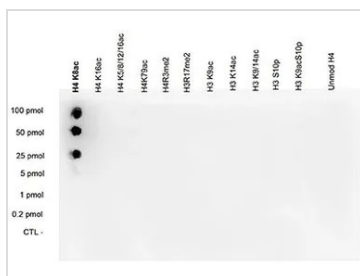 H4 K8ac
H4 K16ac
H4 K5/8/12/16ac
H4K79ac
H4R3me2
H3R17me2
H3 K9ac
H3 K14ac
H3 K9/14ac
H3 S10p
H3 K9acS10p
Unmod H4
100 pmol
50 pmol
25 pmol
5 pmol
1 pmol
0.2 pmol
CTL -